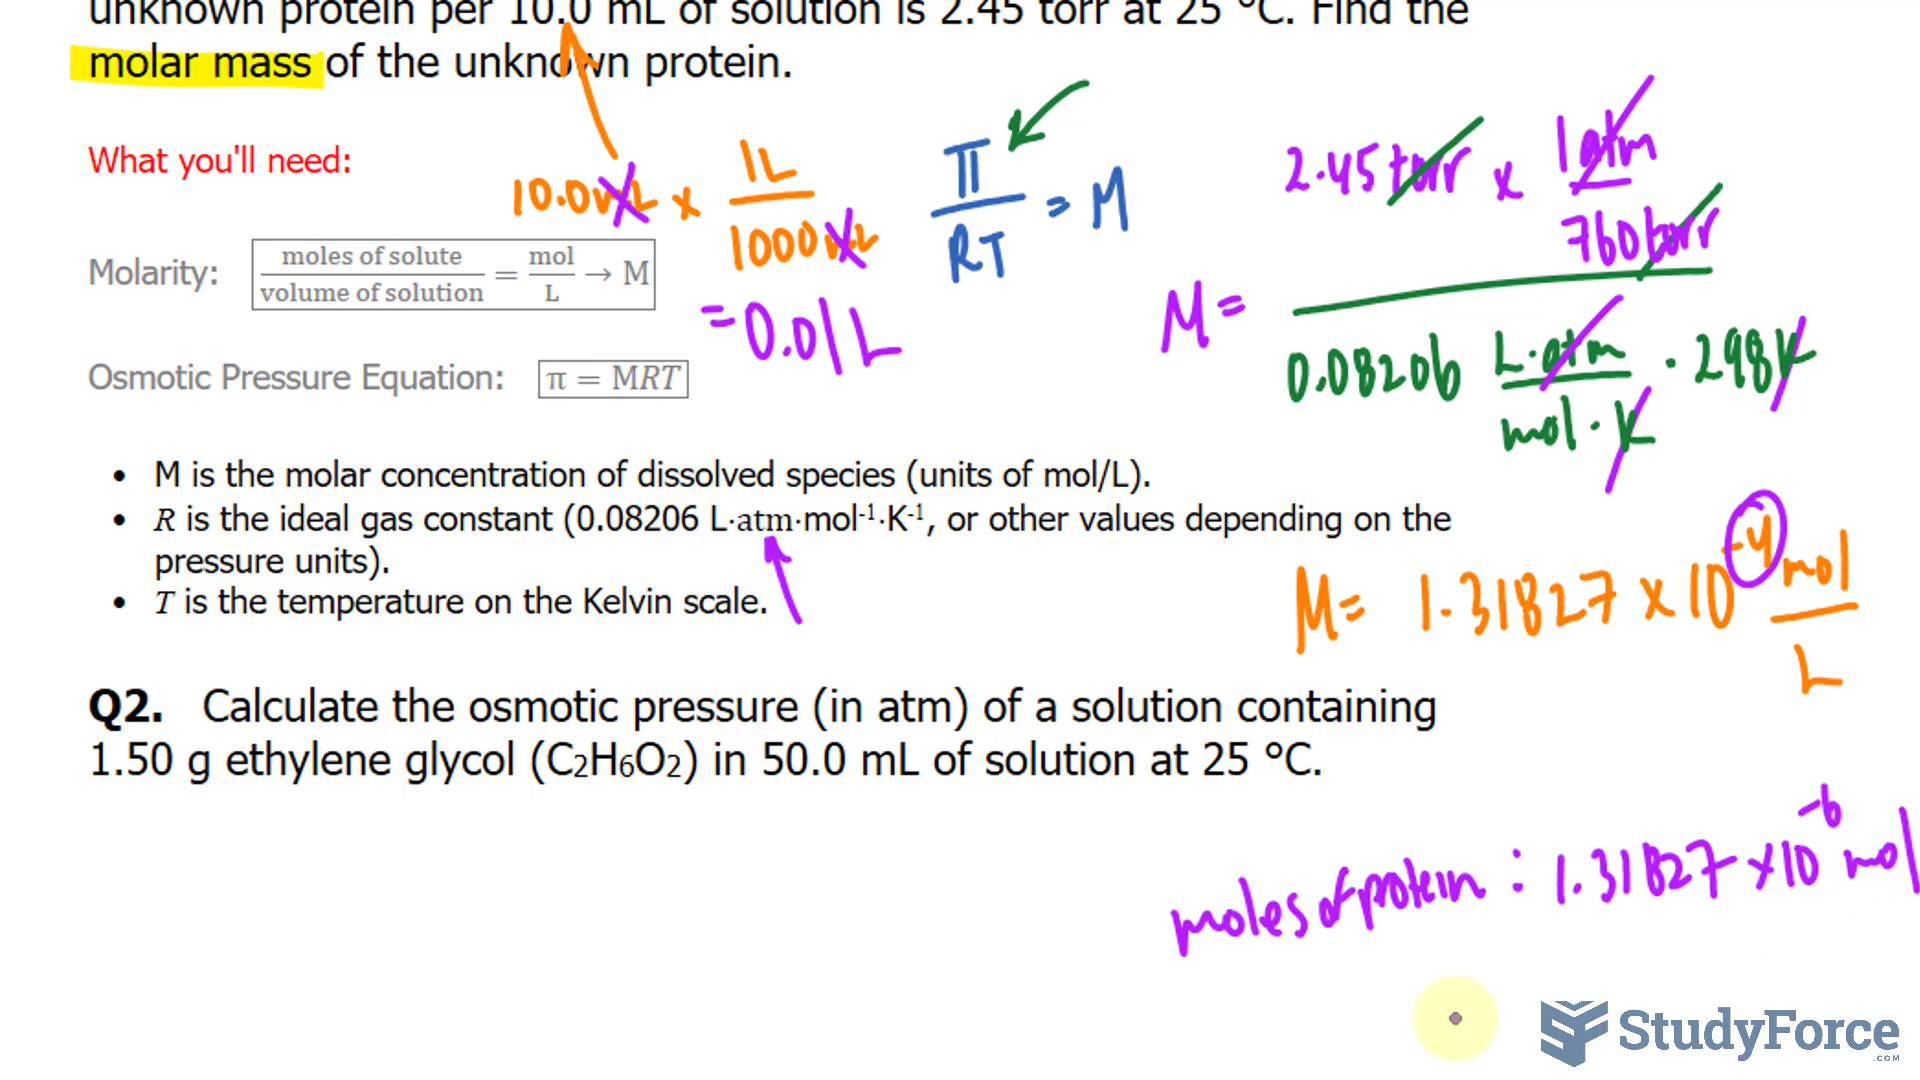 unknown protein per 10.0 mL of solution is 2.45 torr at 25 °C. Find the
molar mass of the unknown protein.
What you'll need:
10.0 mL x 1L / 1000 mL
= 0.01 L
π / RT = M
M = 2.45 torr x 1 atm / 760 torr
0.08206 L·atm / mol·K · 298 K
Molarity: moles of solute / volume of solution = mol / L → M
Osmotic Pressure Equation: π = MRT
• M is the molar concentration of dissolved species (units of mol/L).
• R is the ideal gas constant (0.08206 L·atm·mol⁻¹·K⁻¹, or other values depending on the
pressure units).
• T is the temperature on the Kelvin scale.
M = 1.31827 x 10⁻⁴ mol / L
Q2. Calculate the osmotic pressure (in atm) of a solution containing
1.50 g ethylene glycol (C₂H₆O₂) in 50.0 mL of solution at 25 °C.
moles of protein : 1.31827 x 10⁻⁶ mol
StudyForce
.COM